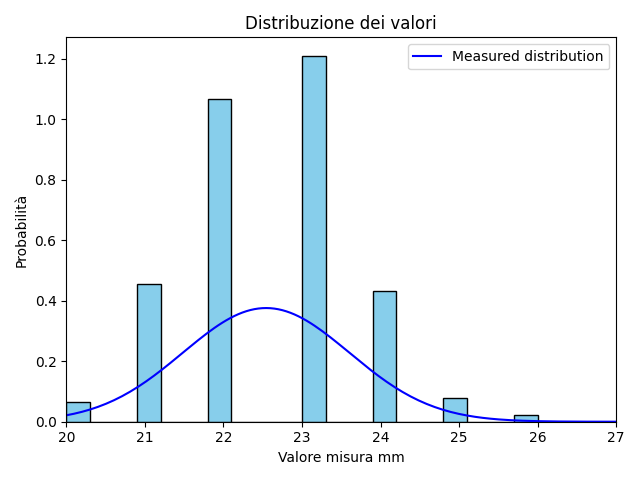 Distribuzione dei valori
Measured distribution
1.2
1.0
0.8
0.6
0.4
0.2
0.0
Probabilità
20 21 22 23 24 25 26 27
Valore misura mm